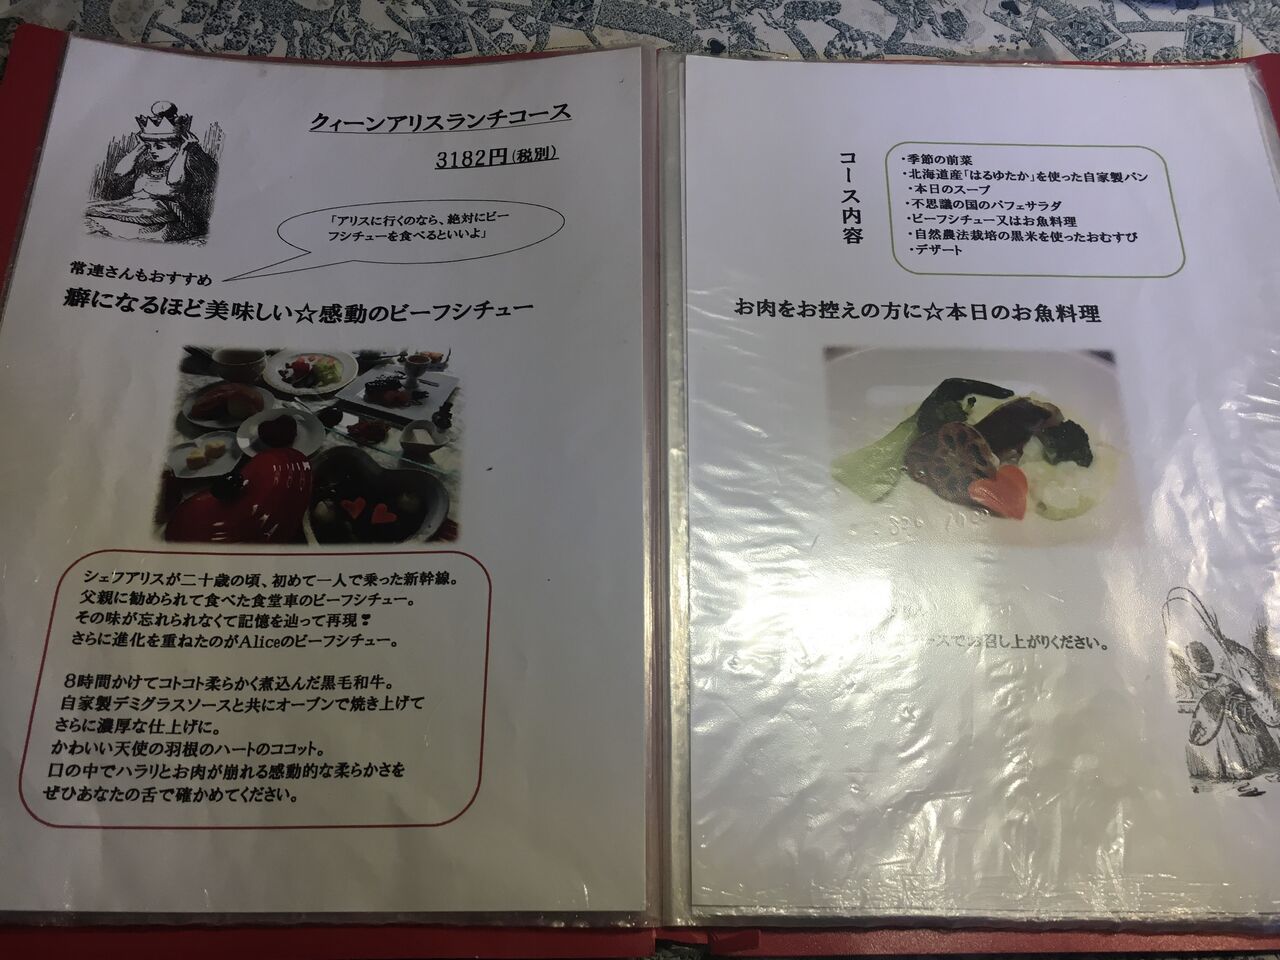 クィーンアリスランチコース
3182円(税別)
「アリスに行くのなら、絶対にビー
フシチューを食べるといいよ」
常連さんもおすすめ
癖になるほど美味しい☆感動のビーフシチュー
シェフアリスが二十歳の頃、初めて一人で乗った新幹線。
父親に勧められて食べた食堂車のビーフシチュー。
その味が忘れられなくて記憶を辿って再現❣
さらに進化を重ねたのがAliceのビーフシチュー。
8時間かけてコトコト柔らかく煮込んだ黒毛和牛。
自家製デミグラスソースと共にオーブンで焼き上げて
さらに濃厚な仕上げに。
かわいい天使の羽根のハートのココット。
口の中でハラリとお肉が崩れる感動的な柔らかさを
ぜひあなたの舌で確かめてください。
コース内容
・季節の前菜
・北海道産「はるゆたか」を使った自家製パン
・本日のスープ
・不思議の国のパフェサラダ
・ビーフシチュー又はお魚料理
・自然農法栽培の黒米を使ったおむすび
・デザート
お肉をお控えの方に☆本日のお魚料理
ースでお召し上がりください。